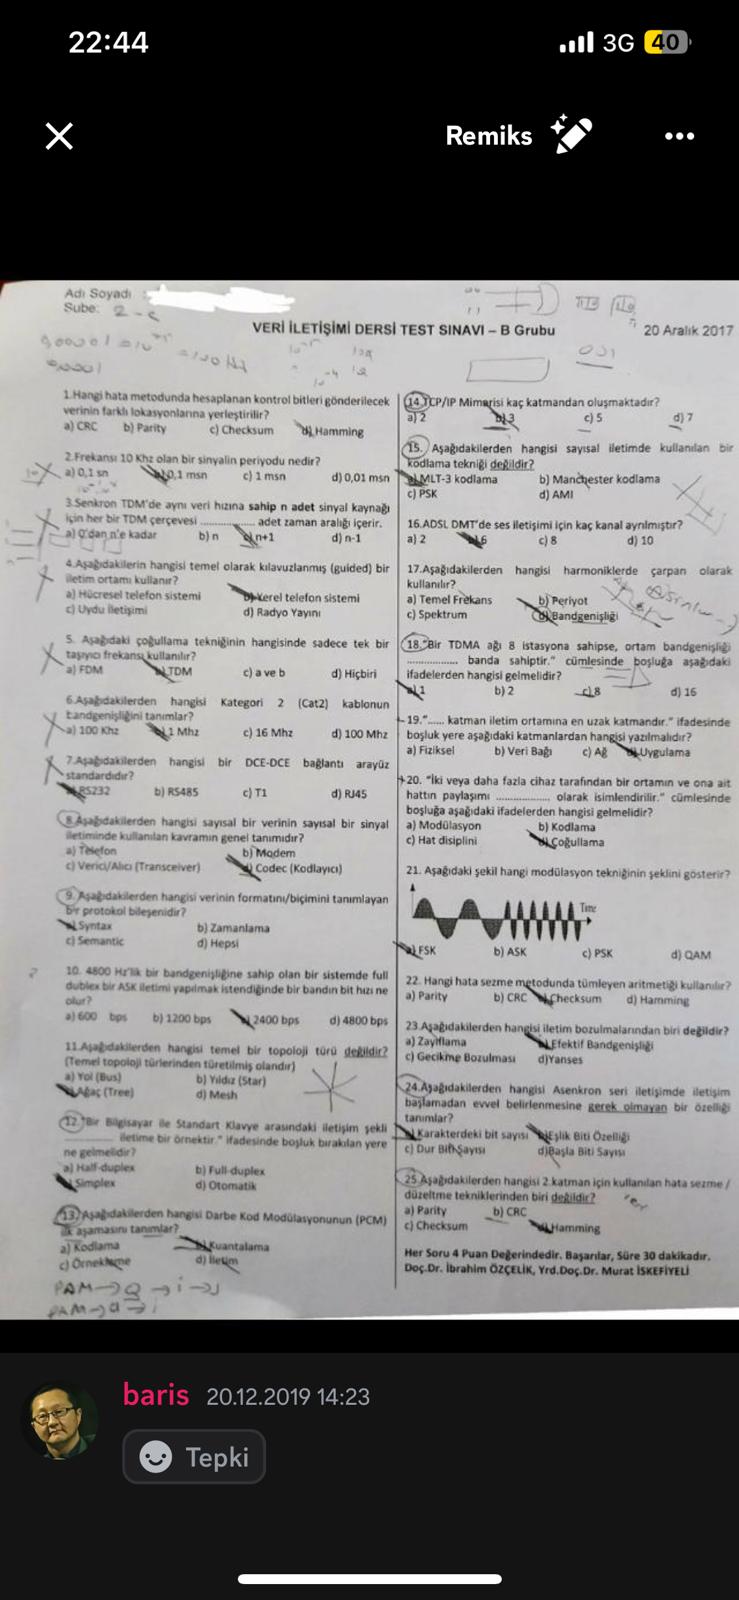 22:44
3G 40
Remiks
Adı Soyadı :
Şube: 2-c
VERİ İLETİŞİMİ DERSİ TEST SINAVI – B Grubu
20 Aralık 2017
1.Hangi hata metodunda hesaplanan kontrol bitleri gönderilecek
verinin farklı lokasyonlarına yerleştirilir?
a) CRC b) Parity c) Checksum d) Hamming
2.Frekansı 10 Khz olan bir sinyalin periyodu nedir?
a) 0,1 sn b) 0,1 msn c) 1 msn d) 0,01 msn
3.Senkron TDM'de aynı veri hızına sahip n adet sinyal kaynağı
için her bir TDM çerçevesi .............. adet zaman aralığı içerir.
a) 0'dan n'e kadar b) n c) n+1 d) n-1
4.Aşağıdakilerin hangisi temel olarak kılavuzlanmış (guided) bir
iletim ortamı kullanır?
a) Hücresel telefon sistemi b) Yerel telefon sistemi
c) Uydu İletişimi d) Radyo Yayını
5. Aşağıdaki çoğullama tekniğinin hangisinde sadece tek bir
taşıyıcı frekansı kullanılır?
a) FDM b) TDM c) a ve b d) Hiçbiri
6.Aşağıdakilerden hangisi Kategori 2 (Cat2) kablonun
bandgenişliğini tanımlar?
a) 100 Khz b) 1 Mhz c) 16 Mhz d) 100 Mhz
7.Aşağıdakilerden hangisi bir DCE-DCE bağlantı arayüz
standardıdır?
a) RS232 b) RS485 c) T1 d) RJ45
8.Aşağıdakilerden hangisi sayısal bir verinin sayısal bir sinyal
iletiminde kullanılan kavramın genel tanımıdır?
a) Telefon b) Modem
c) Verici/Alıcı (Transceiver) d) Codec (Kodlayıcı)
9. Aşağıdakilerden hangisi verinin formatını/biçimini tanımlayan
bir protokol bileşenidir?
a) Syntax b) Zamanlama
c) Semantic d) Hepsi
10. 4800 Hz'lik bir bandgenişliğine sahip olan bir sistemde full
dublex bir ASK iletimi yapılmak istendiğinde bir bandın bit hızı ne
olur?
a) 600 bps b) 1200 bps c) 2400 bps d) 4800 bps
11.Aşağıdakilerden hangisi temel bir topoloji türü değildir?
(Temel topoloji türlerinden türetilmiş olandır)
a) Yol (Bus) b) Yıldız (Star)
c) Ağaç (Tree) d) Mesh
12."Bir Bilgisayar ile Standart Klavye arasındaki iletişim şekli
.............. iletime bir örnektir." ifadesinde boşluk bırakılan yere
ne gelmelidir?
a) Half-duplex b) Full-duplex
c) Simplex d) Otomatik
13.Aşağıdakilerden hangisi Darbe Kod Modülasyonunun (PCM)
ilk aşamasını tanımlar?
a) Kodlama b) Kuantalama
c) Örnekleme d) İletim
PAM→Q→i→
PAM→Q→i
14.TCP/IP Mimarisi kaç katmandan oluşmaktadır?
a) 2 b) 3 c) 5 d) 7
15. Aşağıdakilerden hangisi sayısal iletimde kullanılan bir
kodlama tekniği değildir?
a) MLT-3 kodlama b) Manchester kodlama
c) PSK d) AMI
16.ADSL DMT'de ses iletişimi için kaç kanal ayrılmıştır?
a) 2 b) 6 c) 8 d) 10
17.Aşağıdakilerden hangisi harmoniklerde çarpan olarak
kullanılır?
a) Temel Frekans b) Periyot
c) Spektrum d) Bandgenişliği
18."Bir TDMA ağı 8 istasyona sahipse, ortam bandgenişliği
.............. banda sahiptir." cümlesinde boşluğa aşağıdaki
ifadelerden hangisi gelmelidir?
a) 1 b) 2 c) 8 d) 16
19."...... katman iletim ortamına en uzak katmandır." ifadesinde
boşluk yere aşağıdaki katmanlardan hangisi yazılmalıdır?
a) Fiziksel b) Veri Bağı c) Ağ d) Uygulama
20. "İki veya daha fazla cihaz tarafından bir ortamın ve ona ait
hattın paylaşımı .................. olarak isimlendirilir." cümlesinde
boşluğa aşağıdaki ifadelerden hangisi gelmelidir?
a) Modülasyon b) Kodlama
c) Hat disiplini d) Çoğullama
21. Aşağıdaki şekil hangi modülasyon tekniğinin şeklini gösterir?
Time
a) FSK b) ASK c) PSK d) QAM
22. Hangi hata sezme metodunda tümleyen aritmetiği kullanılır?
a) Parity b) CRC c) Checksum d) Hamming
23.Aşağıdakilerden hangisi iletim bozulmalarından biri değildir?
a) Zayıflama b) Efektif Bandgenişliği
c) Gecikme Bozulması d)Yanses
24.Aşağıdakilerden hangisi Asenkron seri iletişimde iletişim
başlamadan evvel belirlenmesine gerek olmayan bir özelliği
tanımlar?
a) Karakterdeki bit sayısı b) Eşlik Biti Özelliği
c) Dur Biti Sayısı d)Başla Biti Sayısı
25.Aşağıdakilerden hangisi 2.katman için kullanılan hata sezme /
düzeltme tekniklerinden biri değildir?
a) Parity b) CRC
c) Checksum d) Hamming
Her Soru 4 Puan Değerindedir. Başarılar, Süre 30 dakikadır.
Doç.Dr. İbrahim ÖZÇELİK, Yrd.Doç.Dr. Murat İSKEFİYELİ
baris 20.12.2019 14:23
Tepki